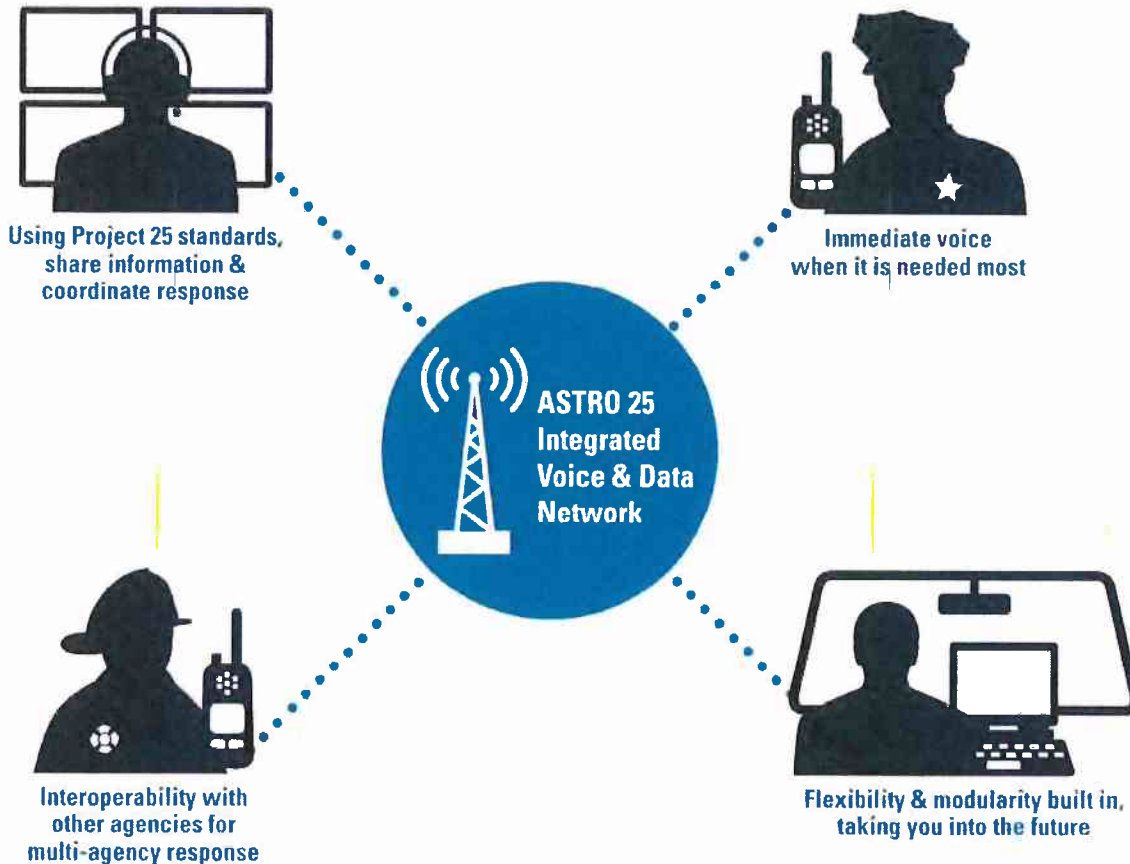 Using Project 25 standards,
share information &
coordinate response
Immediate voice
when it is needed most
ASTRO 25
Integrated
Voice & Data
Network
Interoperability with
other agencies for
multi-agency response
Flexibility & modularity built in,
taking you into the future